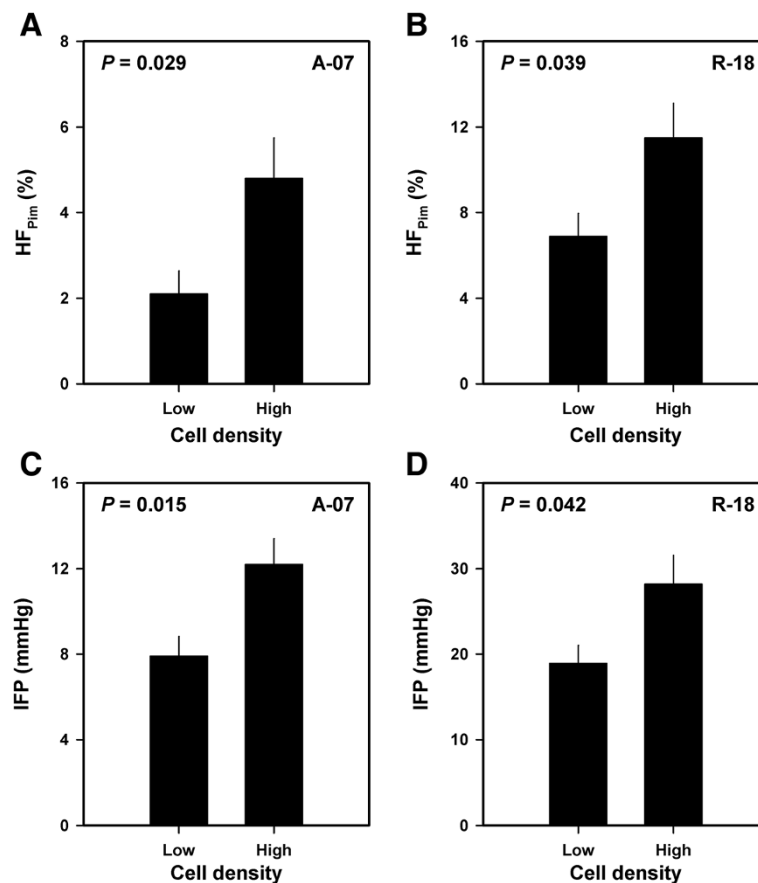 A
P = 0.029 A-07
8
6
4
2
0
HFPim (%)
Low High
Cell density
B
P = 0.039 R-18
16
12
8
4
0
HFPim (%)
Low High
Cell density
C
P = 0.015 A-07
16
12
8
4
0
IFP (mmHg)
Low High
Cell density
D
P = 0.042 R-18
40
30
20
10
0
IFP (mmHg)
Low High
Cell density